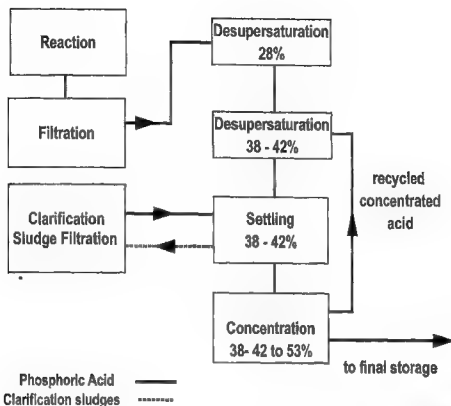 Reaction
Filtration
Desupersaturation
28%
Desupersaturation
38 - 42%
recycled
concentrated
acid
Clarification
Sludge Filtration
Settling
38 - 42%
Concentration
38- 42 to 53%
to final storage
Phosphoric Acid
Clarification sludges